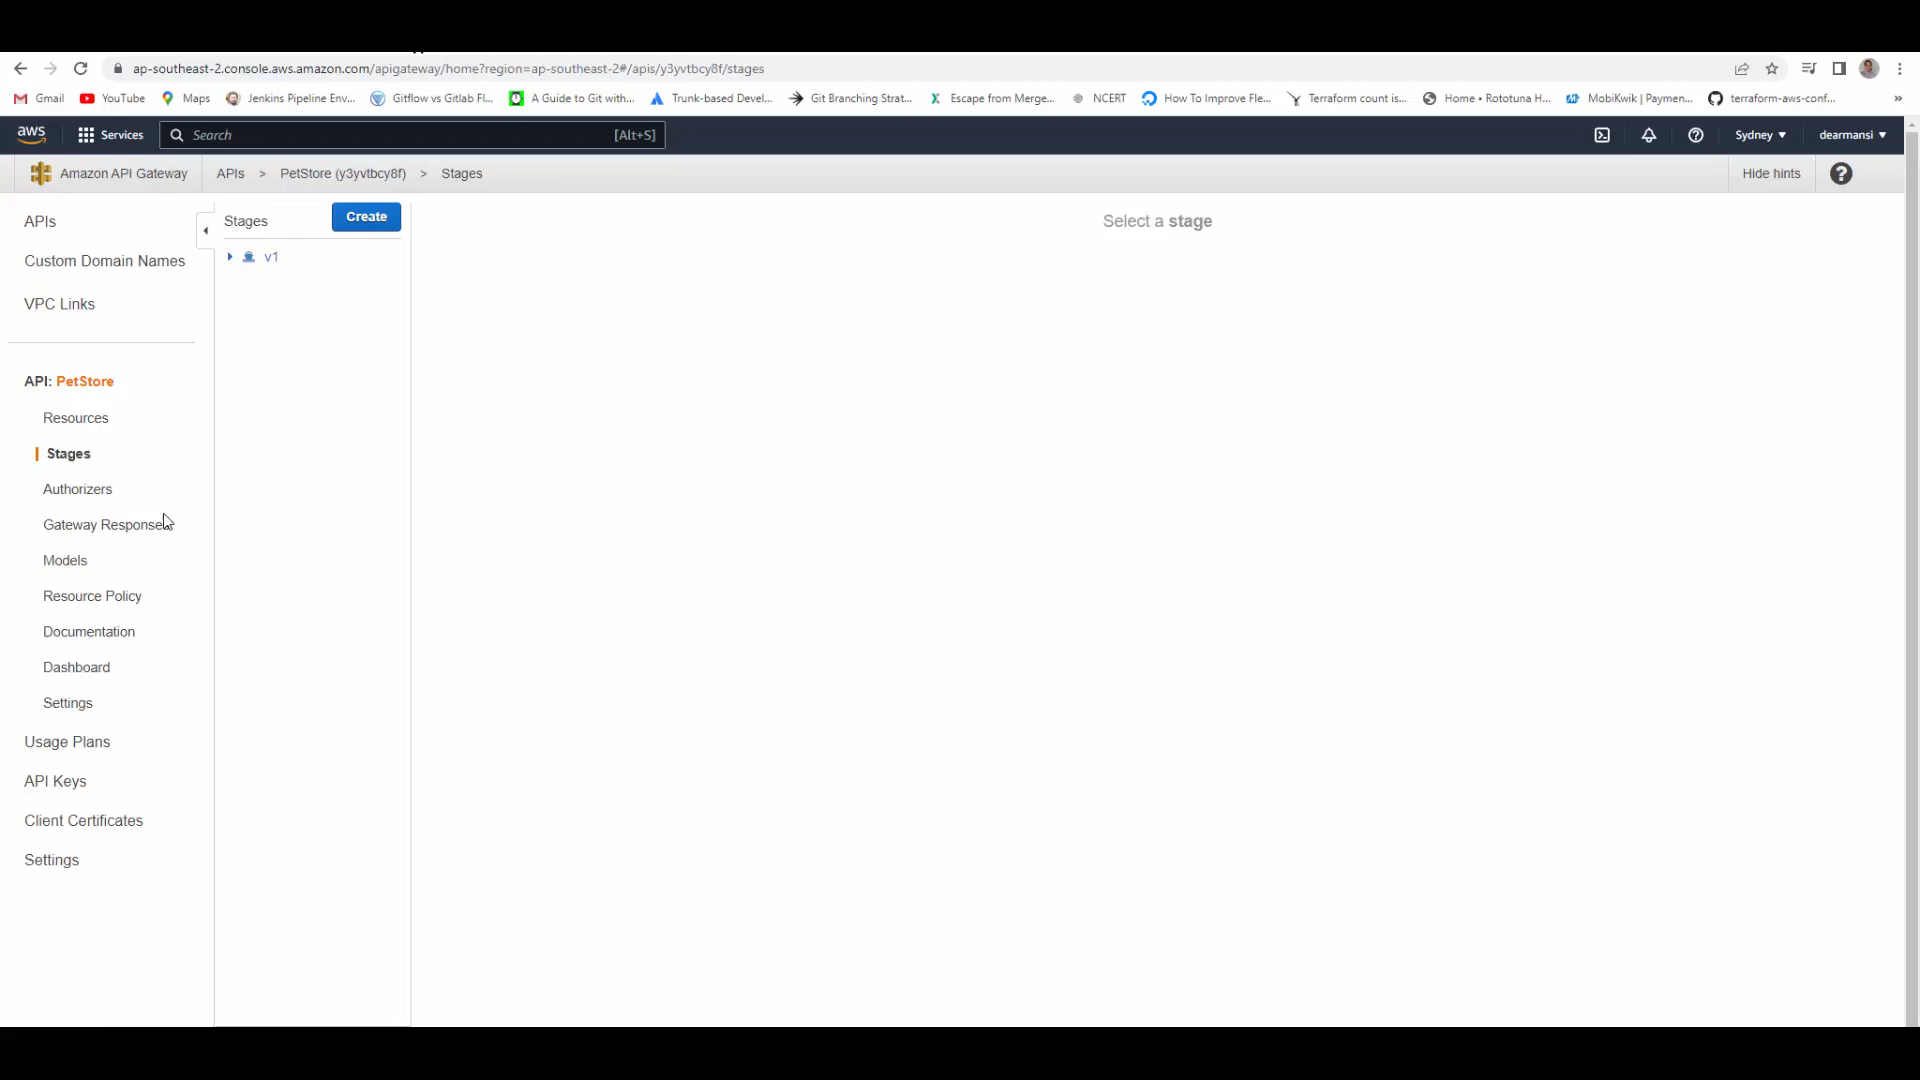 ap-southeast-2.console.aws.amazon.com/apigateway/home?region=ap-southeast-2#/apis/y3yvtbcy8f/stages
Gmail YouTube Maps Jenkins Pipeline Env... Gitflow vs Gitlab Fl... A Guide to Git with... Trunk-based Devel... Git Branching Strat... Escape from Merge... NCERT How To Improve Fle... Terraform count is... Home • Rototuna H... MobiKwik | Paymen... terraform-aws-conf... »
aws Services Search [Alt+S] Sydney dearmansi
Amazon API Gateway APIs > PetStore (y3yvtbcy8f) > Stages Hide hints ?
APIs
Custom Domain Names
VPC Links
API: PetStore
Resources
Stages
Authorizers
Gateway Response
Models
Resource Policy
Documentation
Dashboard
Settings
Usage Plans
API Keys
Client Certificates
Settings
Stages Create
v1
Select a stage